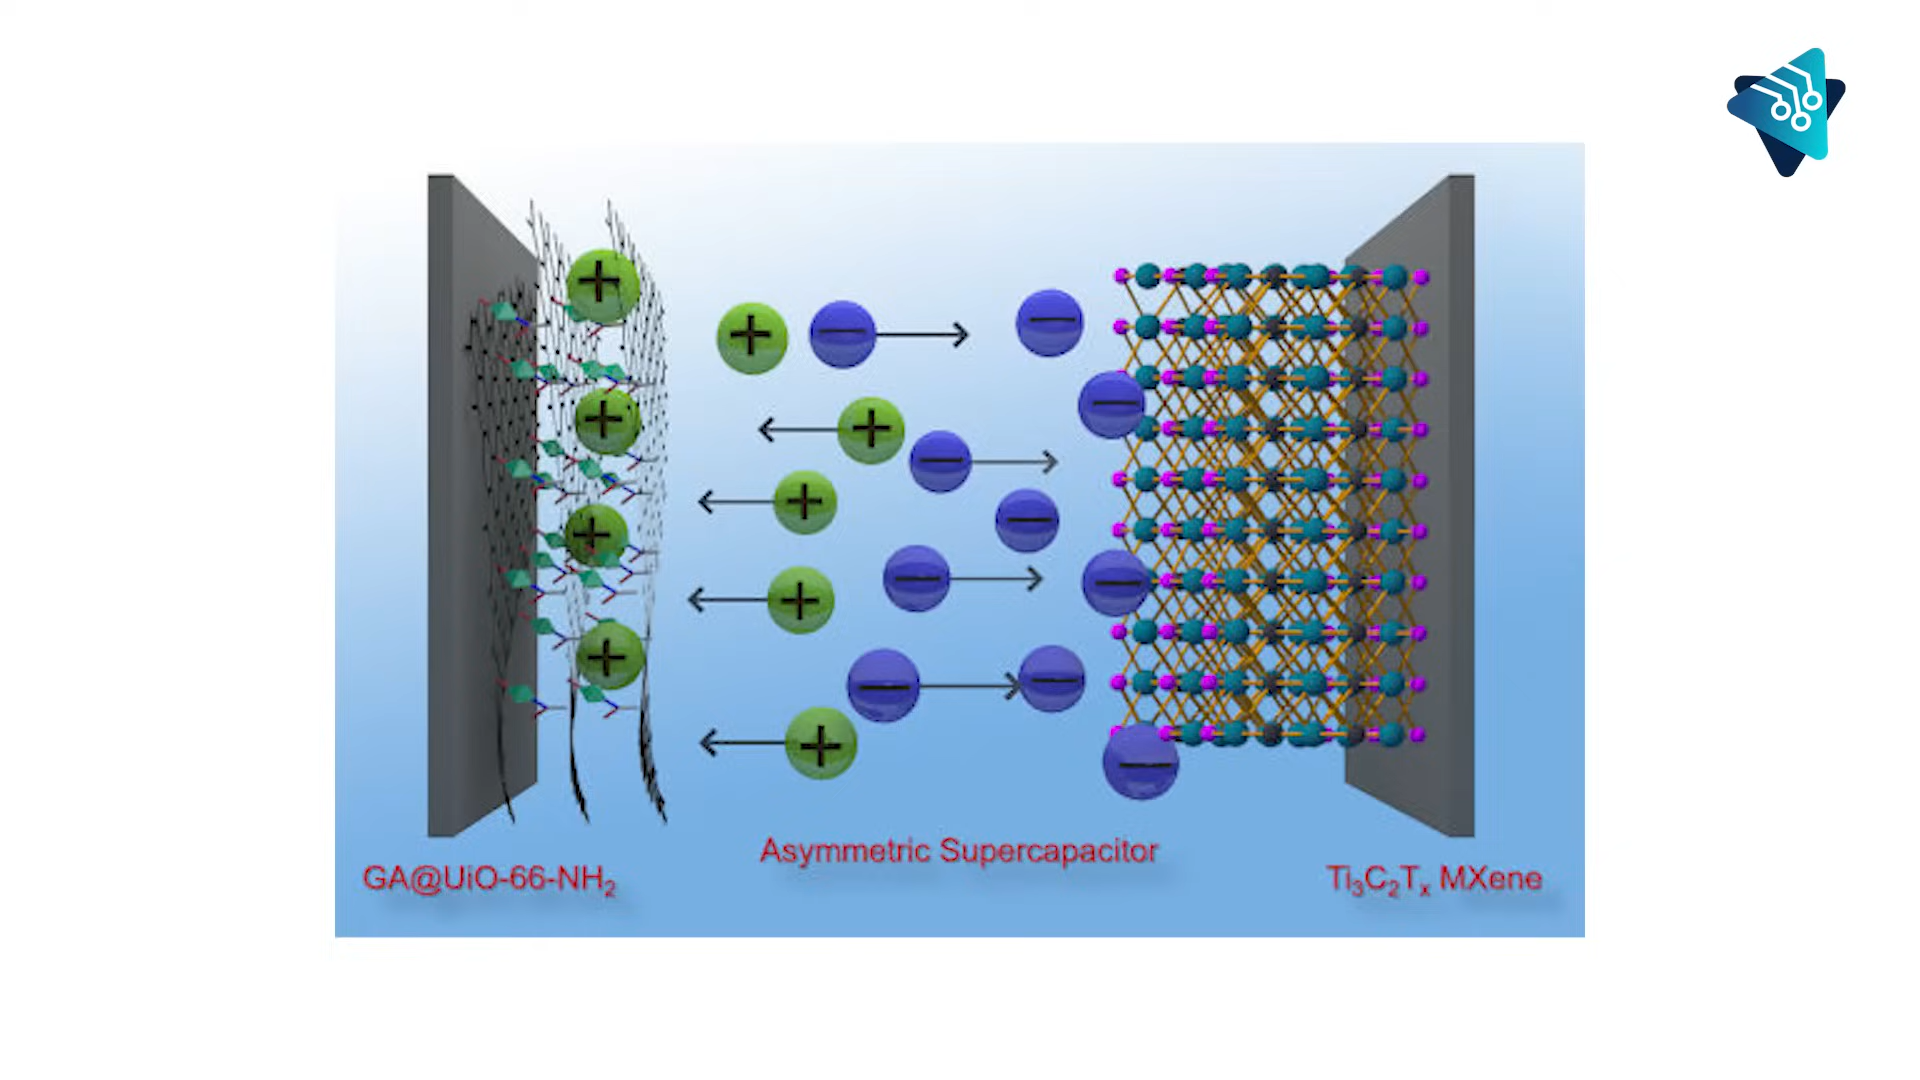 Asymmetric Supercapacitor
GA@UiO-66-NH₂
Ti₃C₂Tₓ MXene